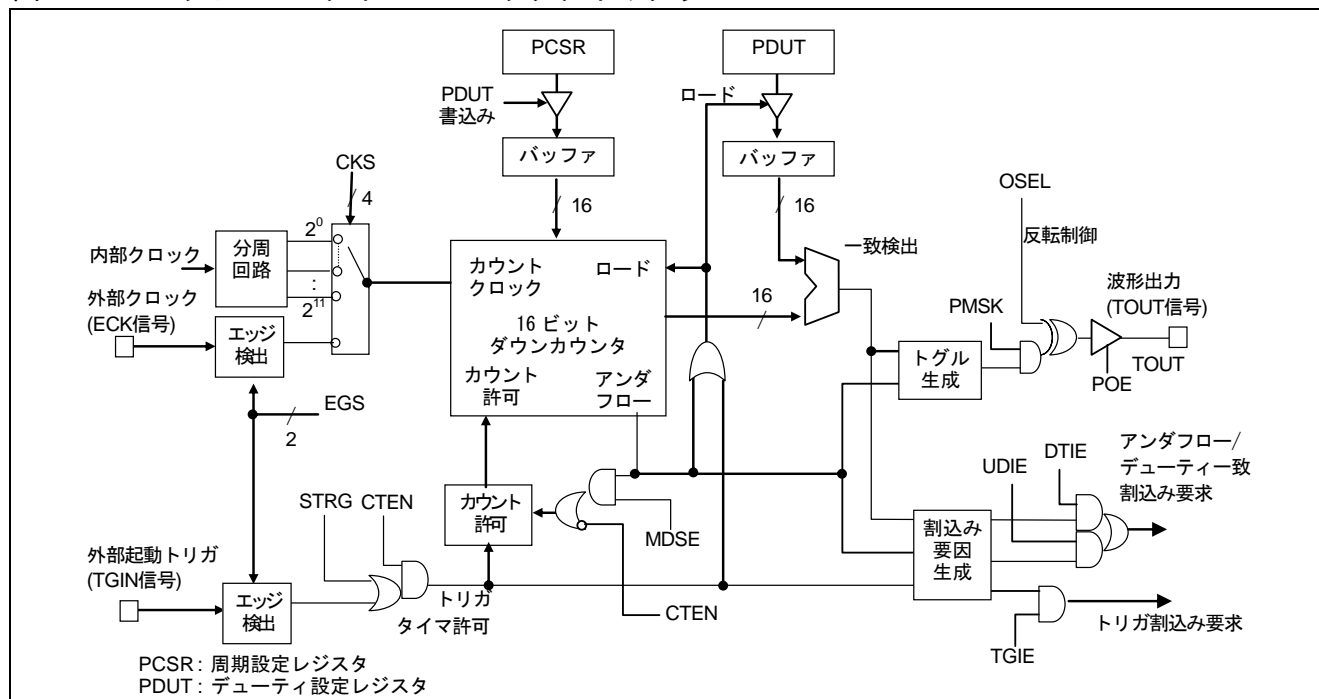 PCSR
PDUT
PDUT
書込み
ロード
バッファ
バッファ
CKS
4
16
16
OSEL
反転制御
内部クロック
分周
回路
2⁰
:
2¹¹
外部クロック
(ECK信号)
エッジ
検出
カウント
クロック
ロード
16 ビット
ダウンカウンタ
カウント
許可
アンダ
フロー
16
一致検出
PMSK
トグル
生成
波形出力
(TOUT信号)
TOUT
POE
EGS
2
STRG
CTEN
カウント
許可
MDSE
CTEN
外部起動トリガ
(TGIN信号)
エッジ
検出
トリガ
タイマ許可
割込み
要因
生成
UDIE
DTIE
アンダフロー/
デューティ一致
割込み要求
トリガ割込み要求
TGIE
PCSR : 周期設定レジスタ
PDUT : デューティ設定レジスタ